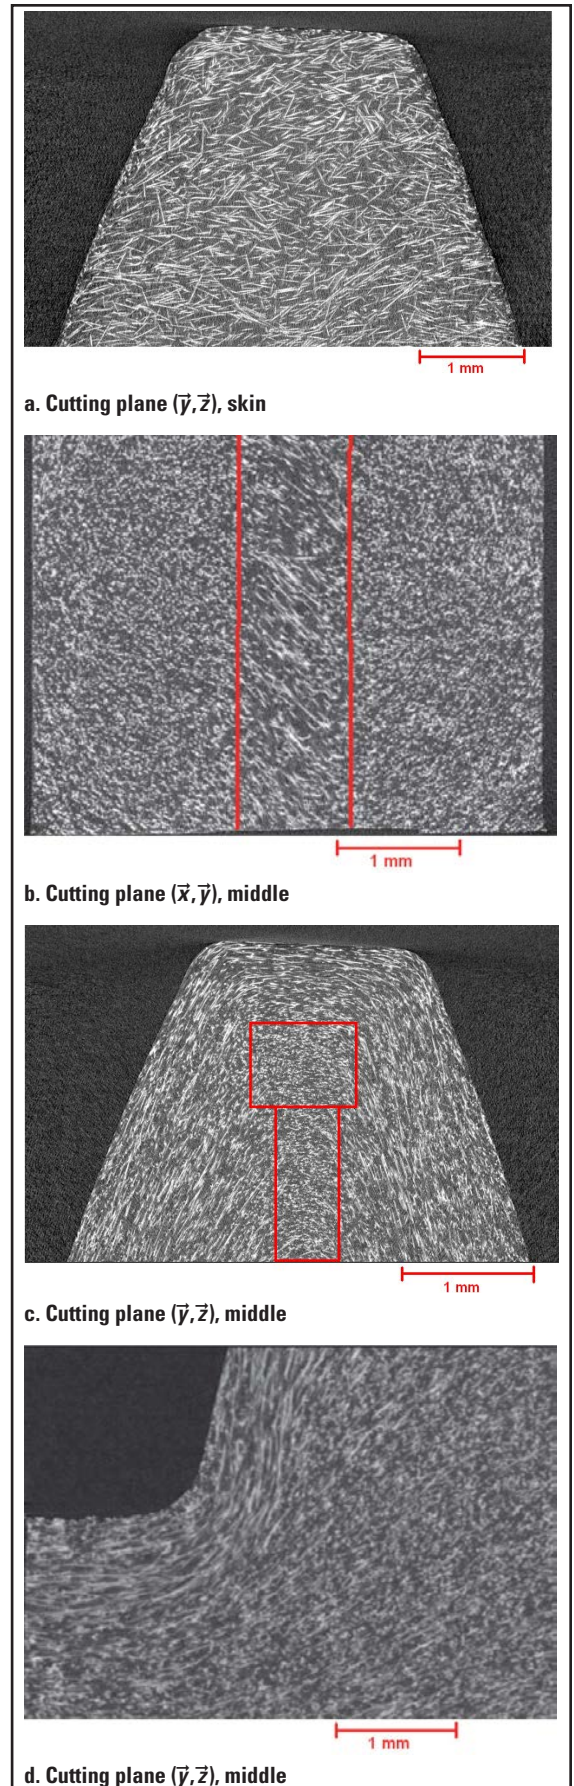 1 mm
a. Cutting plane (y⃗,z⃗), skin
1 mm
b. Cutting plane (x⃗,y⃗), middle
1 mm
c. Cutting plane (y⃗,z⃗), middle
1 mm
d. Cutting plane (y⃗,z⃗), middle